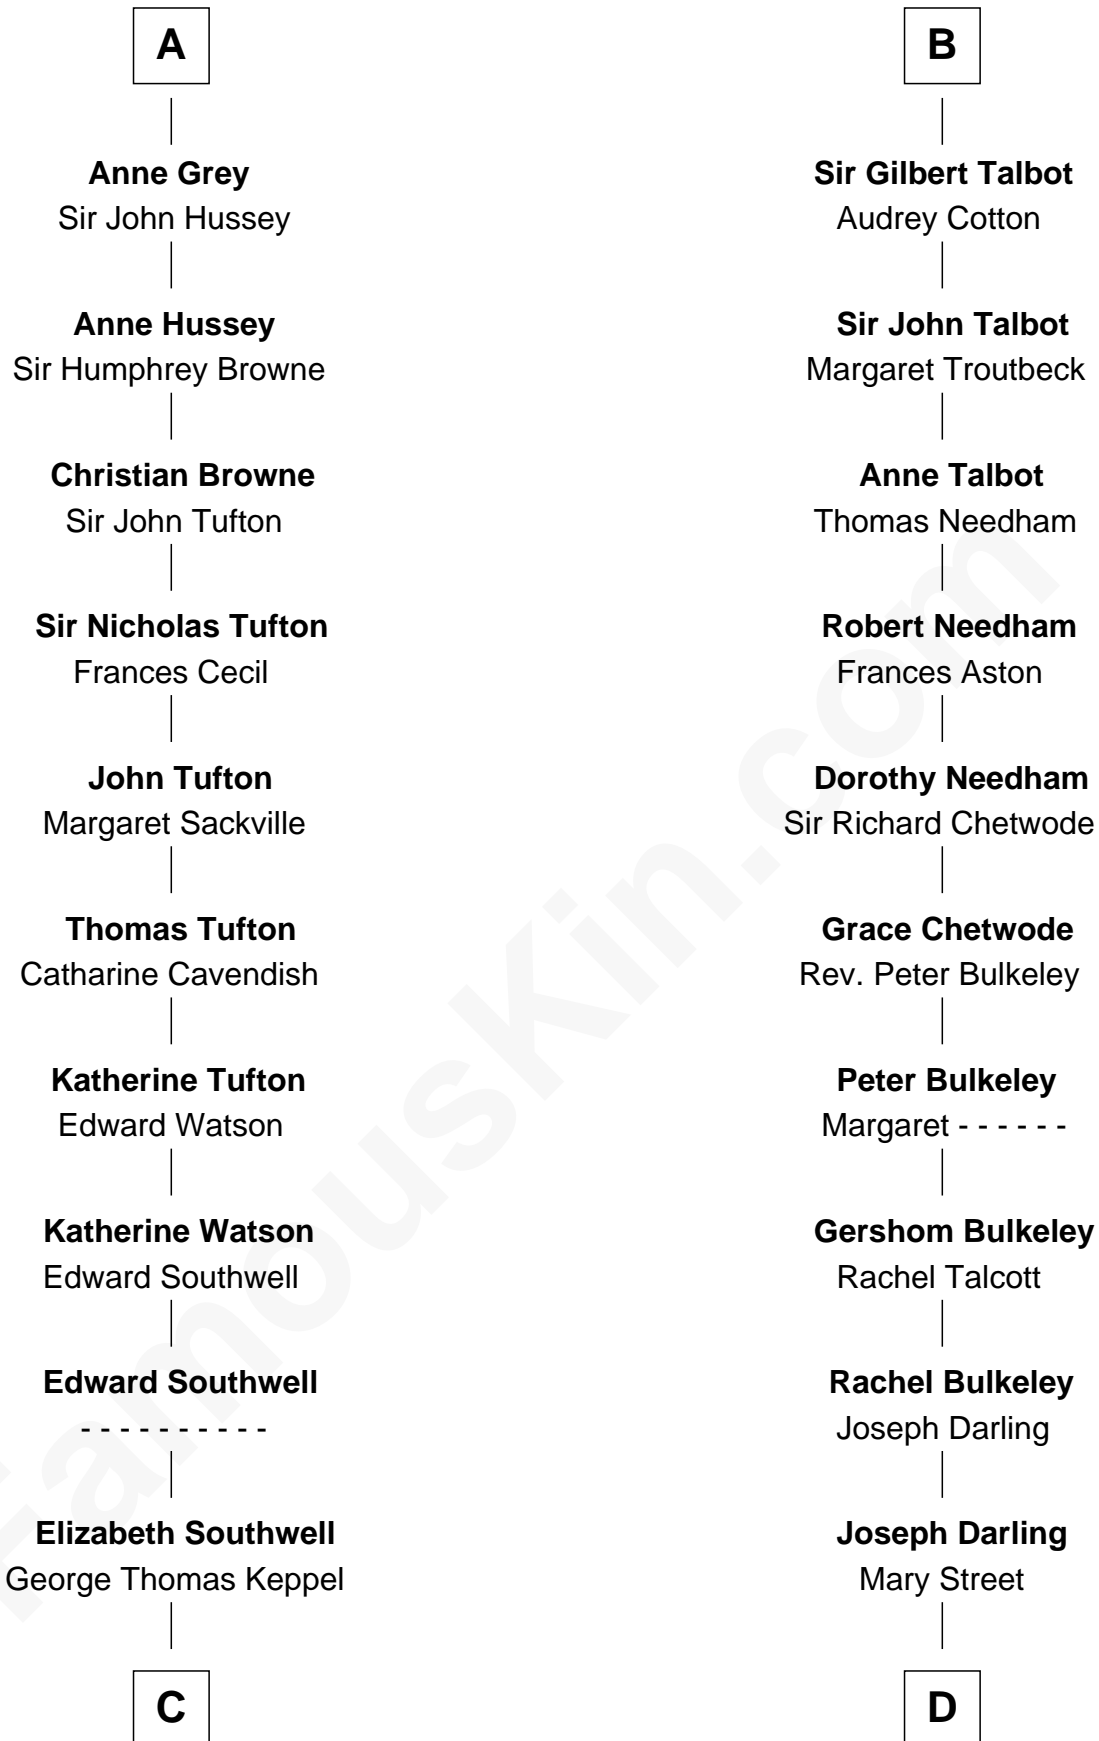 A
Anne Grey
Sir John Hussey
Anne Hussey
Sir Humphrey Browne
Christian Browne
Sir John Tufton
Sir Nicholas Tufton
Frances Cecil
John Tufton
Margaret Sackville
Thomas Tufton
Catharine Cavendish
Katherine Tufton
Edward Watson
Katherine Watson
Edward Southwell
Edward Southwell
- - - - - - - - - -
Elizabeth Southwell
George Thomas Keppel
C
B
Sir Gilbert Talbot
Audrey Cotton
Sir John Talbot
Margaret Troutbeck
Anne Talbot
Thomas Needham
Robert Needham
Frances Aston
Dorothy Needham
Sir Richard Chetwode
Grace Chetwode
Rev. Peter Bulkeley
Peter Bulkeley
Margaret - - - - - -
Gershom Bulkeley
Rachel Talcott
Rachel Bulkeley
Joseph Darling
Joseph Darling
Mary Street
D
FamousKin.com